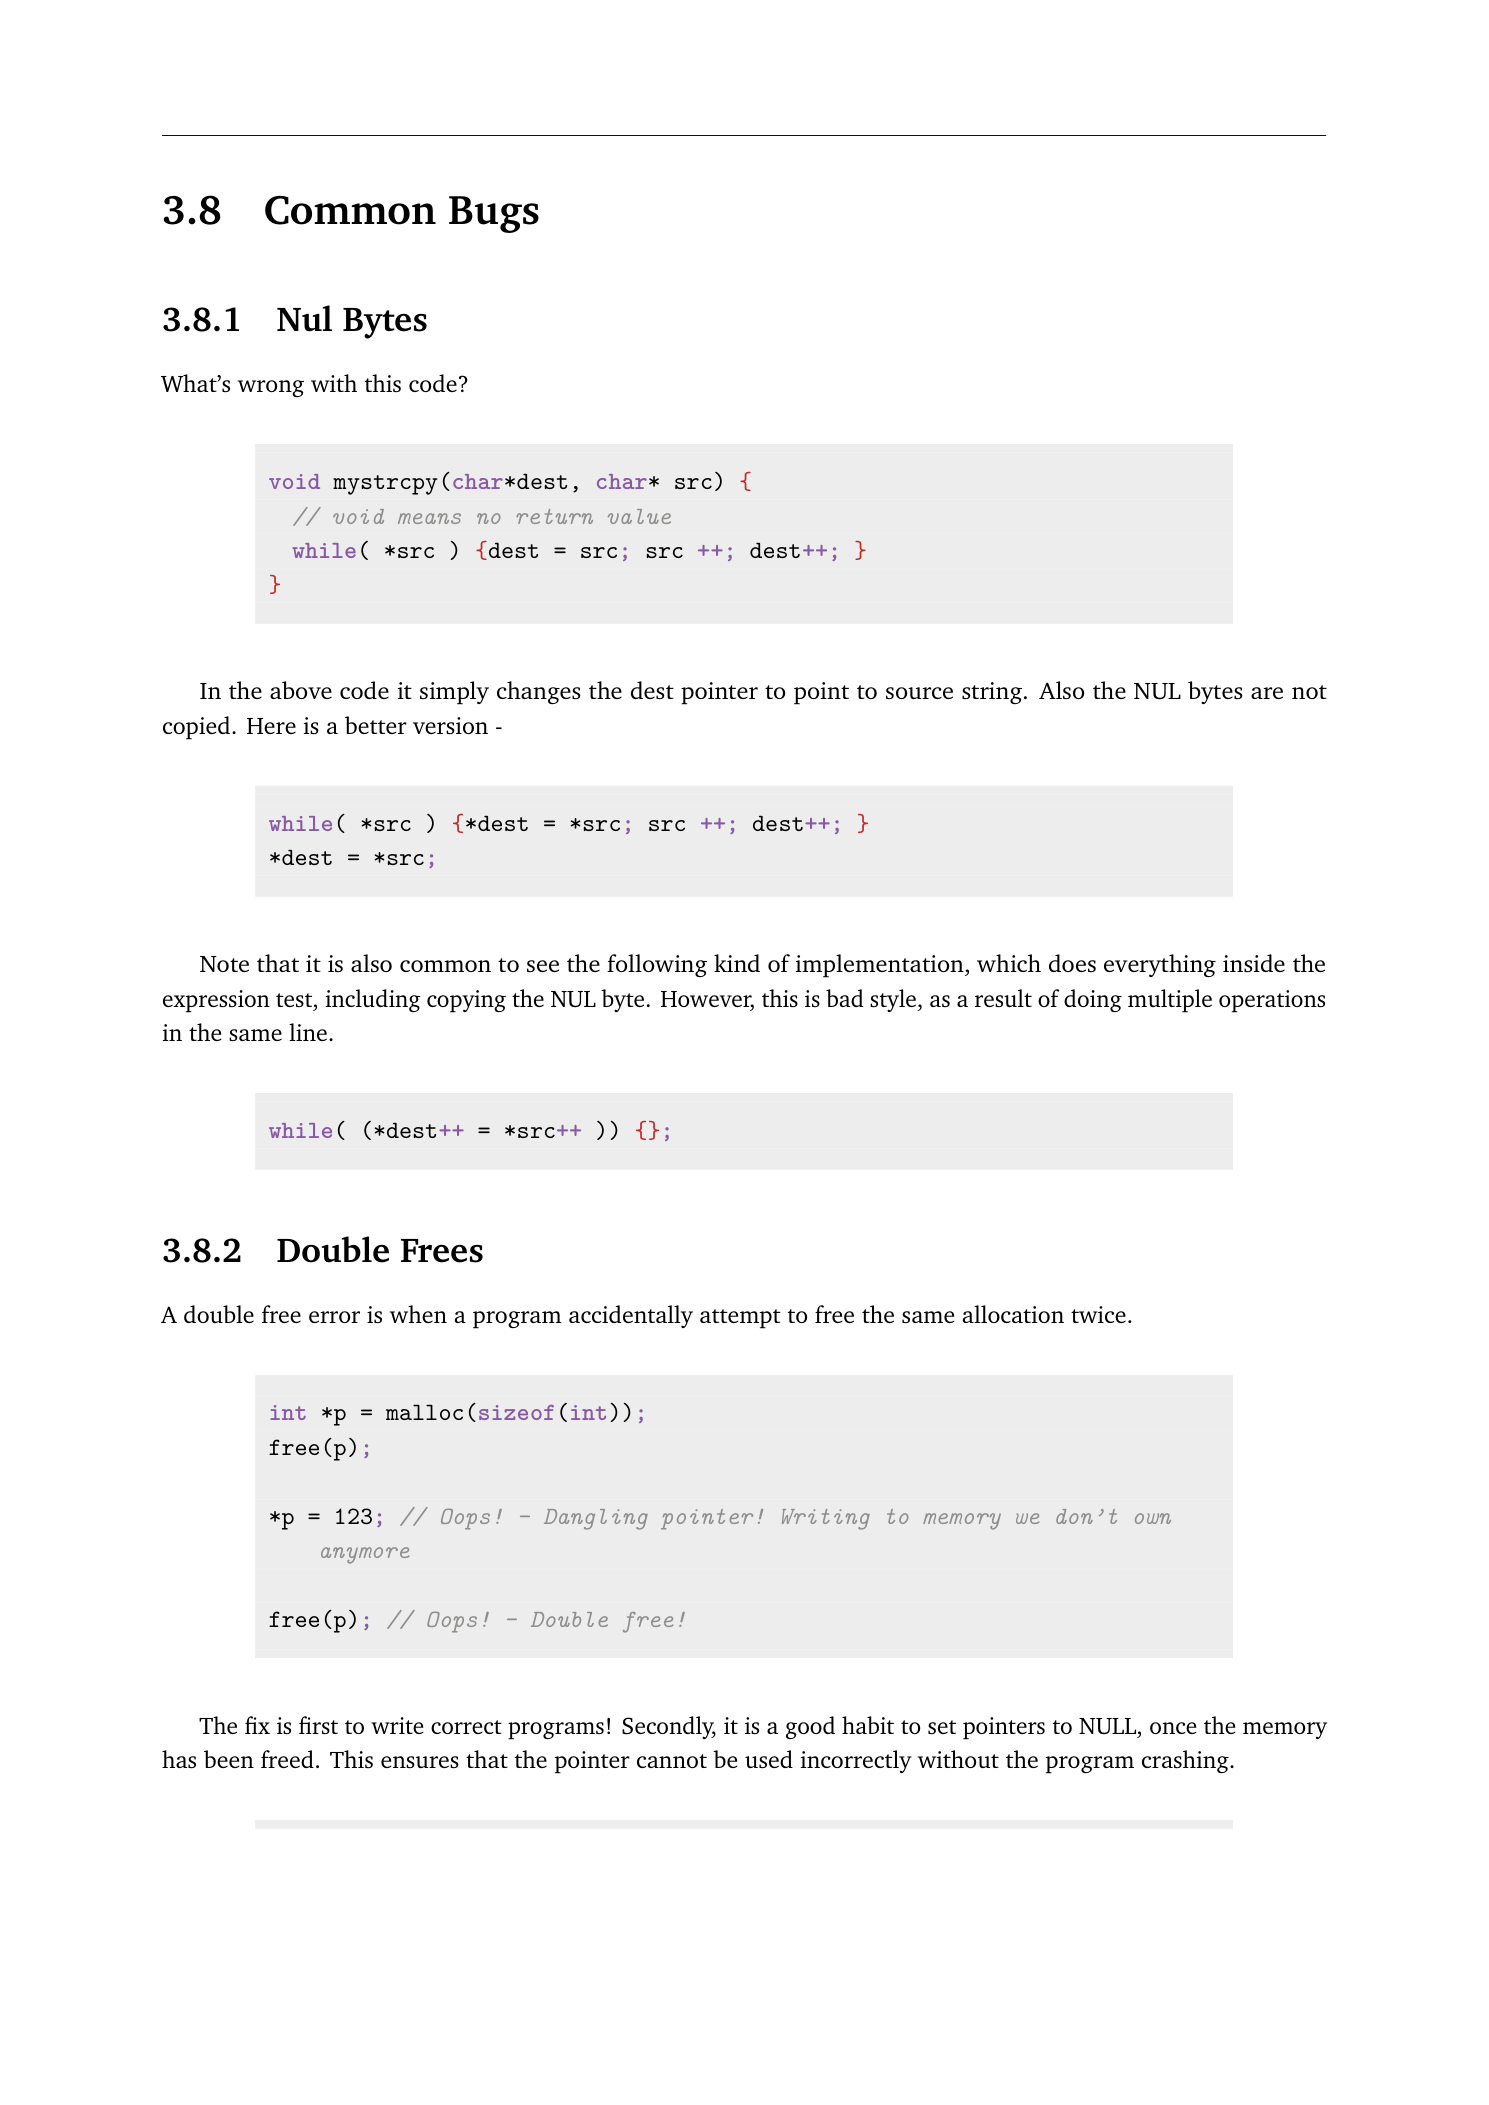 3.8 Common Bugs
3.8.1 Nul Bytes
What's wrong with this code?
void mystrcpy(char*dest, char* src) {
  // void means no return value
  while( *src ) {dest = src; src ++; dest++; }
}
In the above code it simply changes the dest pointer to point to source string. Also the NUL bytes are not
copied. Here is a better version -
while( *src ) {*dest = *src; src ++; dest++; }
*dest = *src;
Note that it is also common to see the following kind of implementation, which does everything inside the
expression test, including copying the NUL byte. However, this is bad style, as a result of doing multiple operations
in the same line.
while( (*dest++ = *src++ )) {};
3.8.2 Double Frees
A double free error is when a program accidentally attempt to free the same allocation twice.
int *p = malloc(sizeof(int));
free(p);
*p = 123; // Oops! - Dangling pointer! Writing to memory we don't own
    anymore
free(p); // Oops! - Double free!
The fix is first to write correct programs! Secondly, it is a good habit to set pointers to NULL, once the memory
has been freed. This ensures that the pointer cannot be used incorrectly without the program crashing.